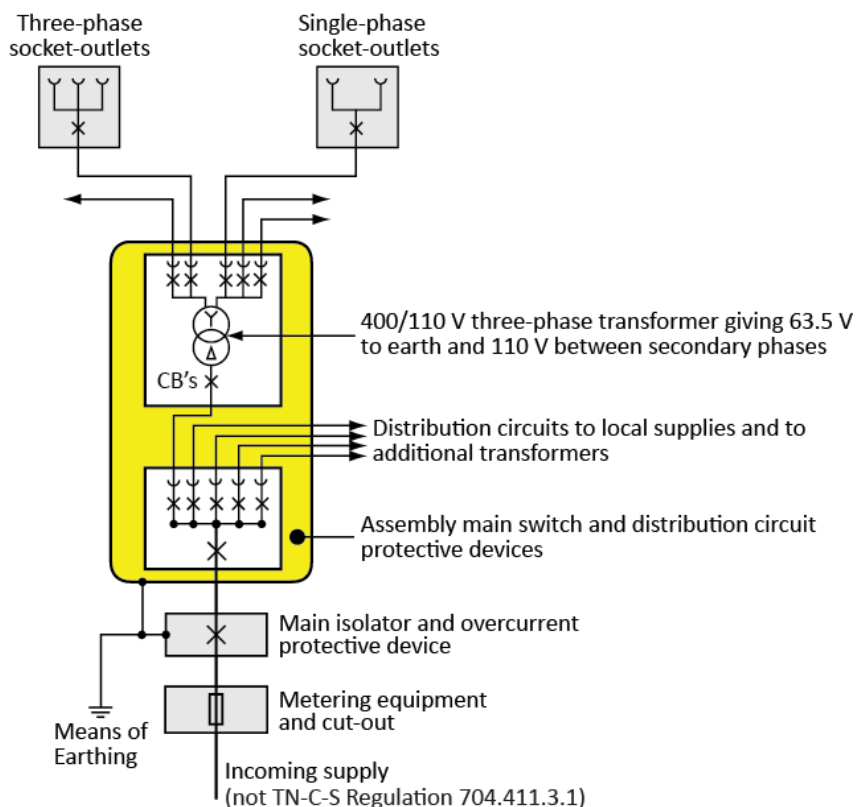 Three-phase
socket-outlets
Single-phase
socket-outlets
400/110 V three-phase transformer giving 63.5 V
to earth and 110 V between secondary phases
CB's
Distribution circuits to local supplies and to
additional transformers
Assembly main switch and distribution circuit
protective devices
Main isolator and overcurrent
protective device
Metering equipment
and cut-out
Means of
Earthing
Incoming supply
(not TN-C-S Regulation 704.411.3.1)